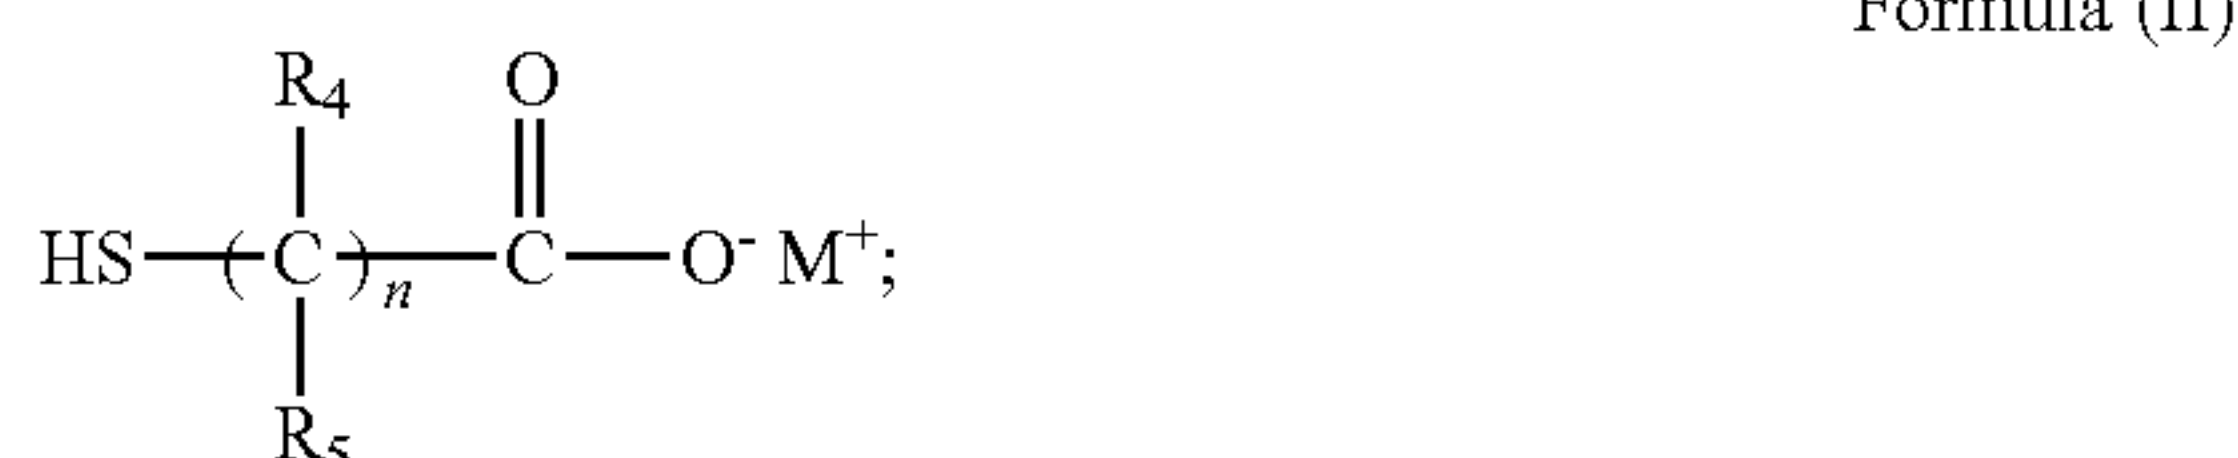 Formula (II)
R4 O
HS—(C)n—C—O- M+;
R5